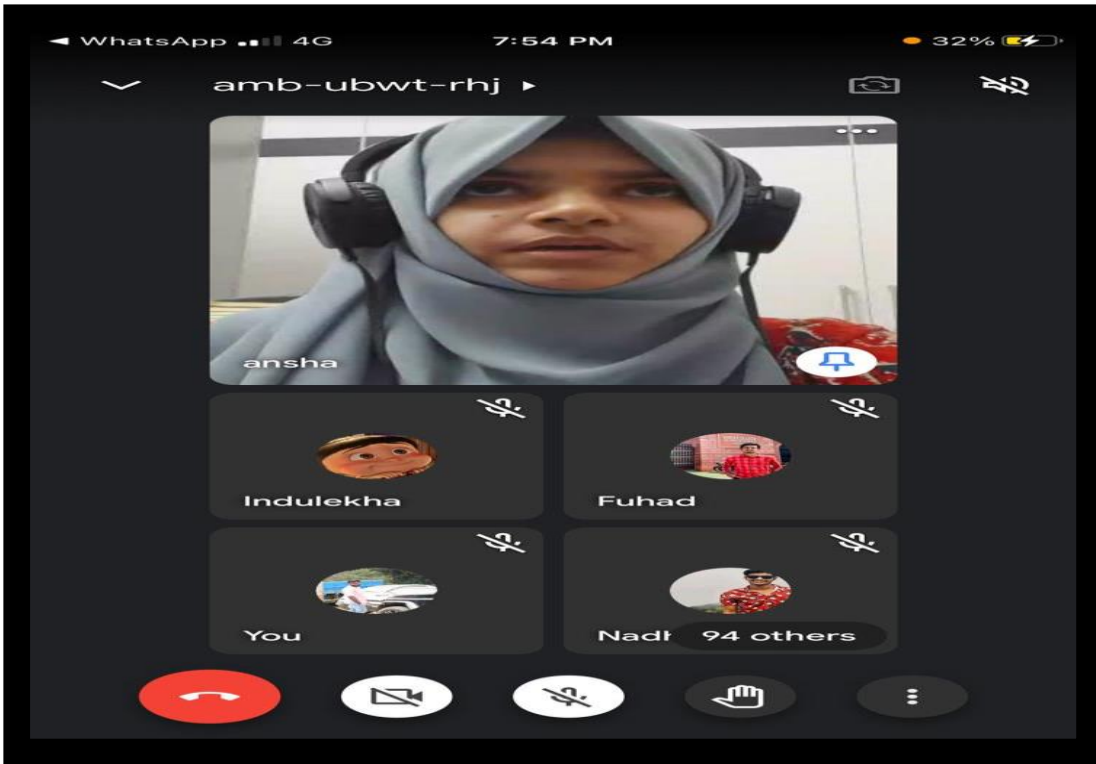 WhatsApp 4G 7:54 PM 32%
amb-ubwt-rhj
ansha
Indulekha Fuhad
You Nadh 94 others